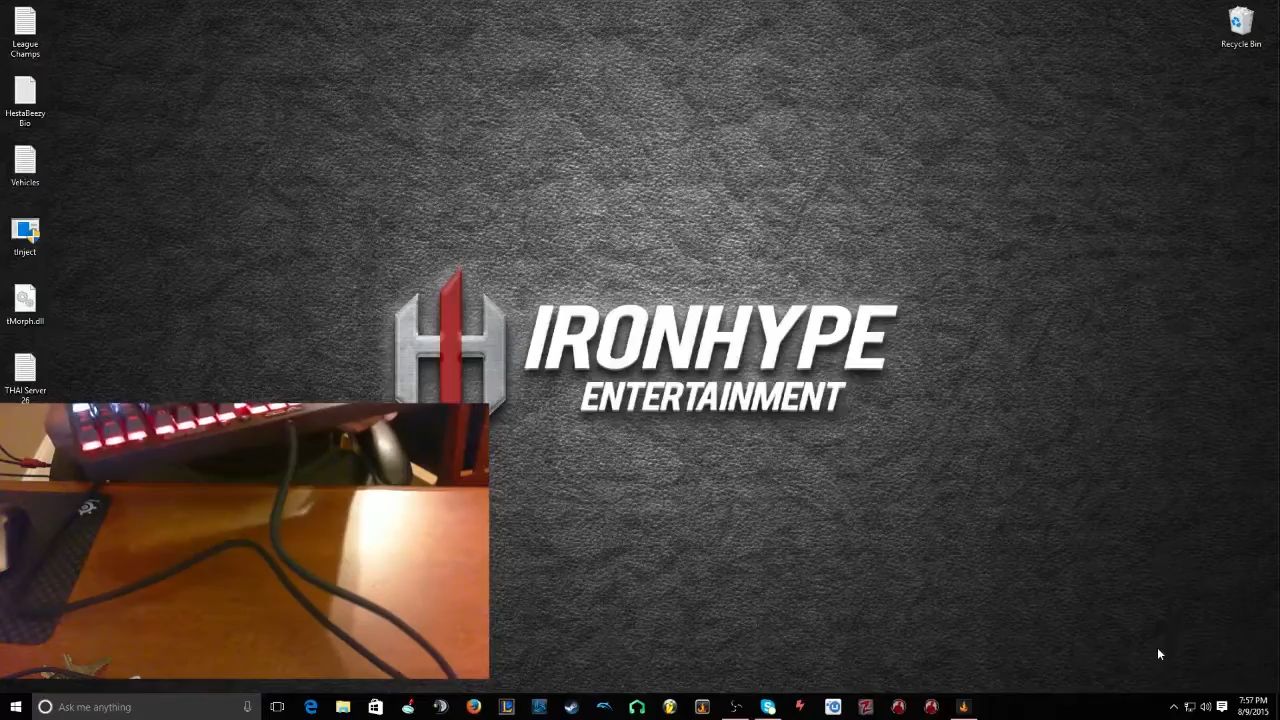 League
Champs
HestaBeezy
Bio
Vehicles
tInject
tMorph.dll
THAI Server
26
Recycle Bin
IRONHYPE
ENTERTAINMENT
Ask me anything
7:57 PM
8/9/2015